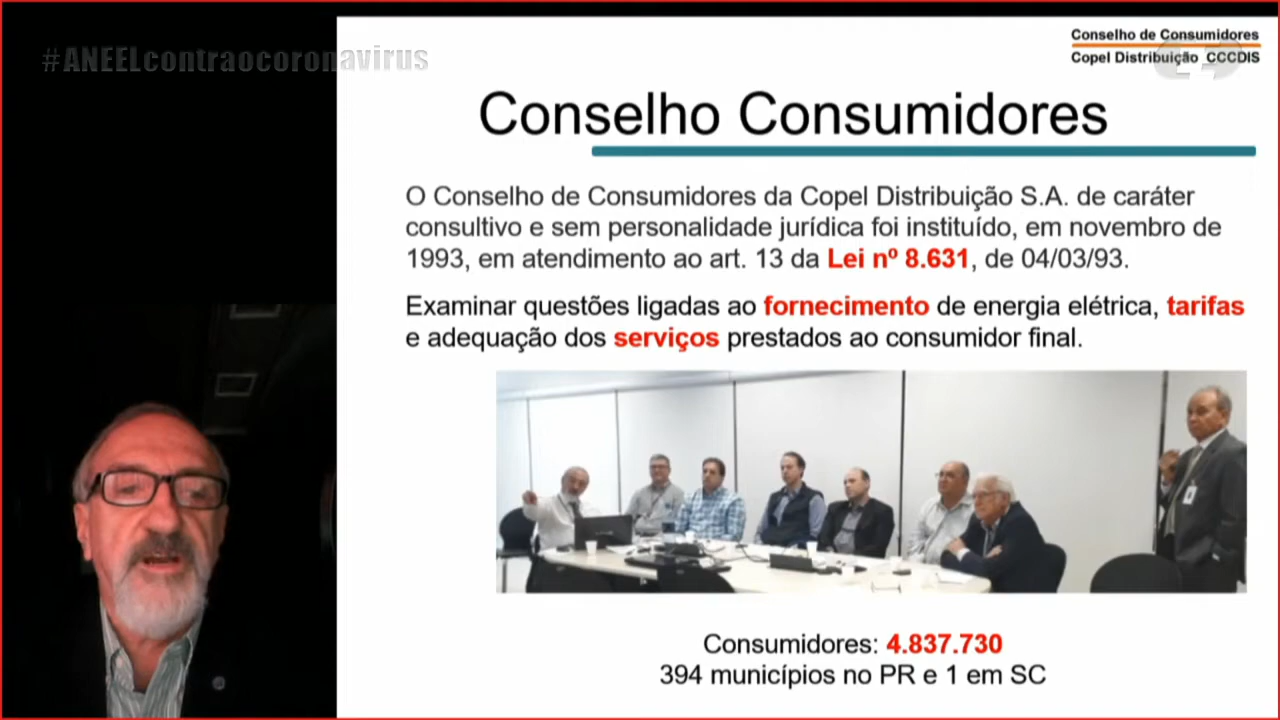 #ANEELcontraocoronavirus
Conselho de Consumidores
Copel Distribuição CCCDIS
Conselho Consumidores
O Conselho de Consumidores da Copel Distribuição S.A. de caráter
consultivo e sem personalidade jurídica foi instituído, em novembro de
1993, em atendimento ao art. 13 da Lei nº 8.631, de 04/03/93.
Examinar questões ligadas ao fornecimento de energia elétrica, tarifas
e adequação dos serviços prestados ao consumidor final.
Consumidores: 4.837.730
394 municípios no PR e 1 em SC